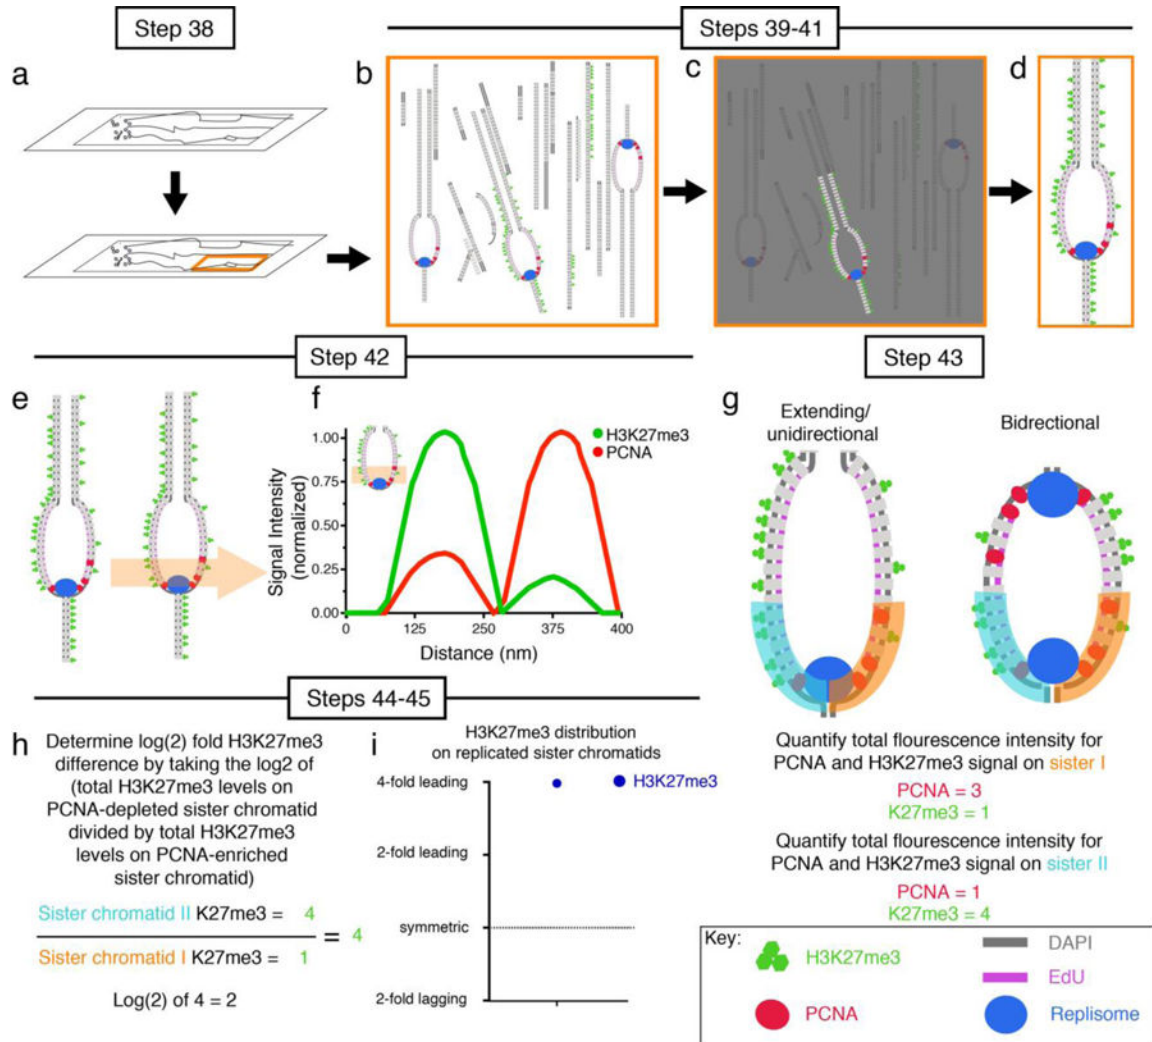 Step 38
Steps 39-41
a
b
c
d
Step 42
Step 43
e
f
g
H3K27me3
PCNA
1.00
0.75
0.50
0.25
0.00
Signal Intensity
(normalized)
0
125
250
375
400
Distance (nm)
Extending/
unidirectional
Bidrectional
Quantify total flourescence intensity for
PCNA and H3K27me3 signal on sister I
PCNA = 3
K27me3 = 1
Quantify total flourescence intensity for
PCNA and H3K27me3 signal on sister II
PCNA = 1
K27me3 = 4
Steps 44-45
h
Determine log(2) fold H3K27me3
difference by taking the log2 of
(total H3K27me3 levels on
PCNA-depleted sister chromatid
divided by total H3K27me3
levels on PCNA-enriched
sister chromatid)
Sister chromatid II K27me3 = 4
Sister chromatid I K27me3 = 1
= 4
Log(2) of 4 = 2
i
H3K27me3 distribution
on replicated sister chromatids
4-fold leading
H3K27me3
2-fold leading
symmetric
2-fold lagging
Key:
H3K27me3
DAPI
EdU
PCNA
Replisome